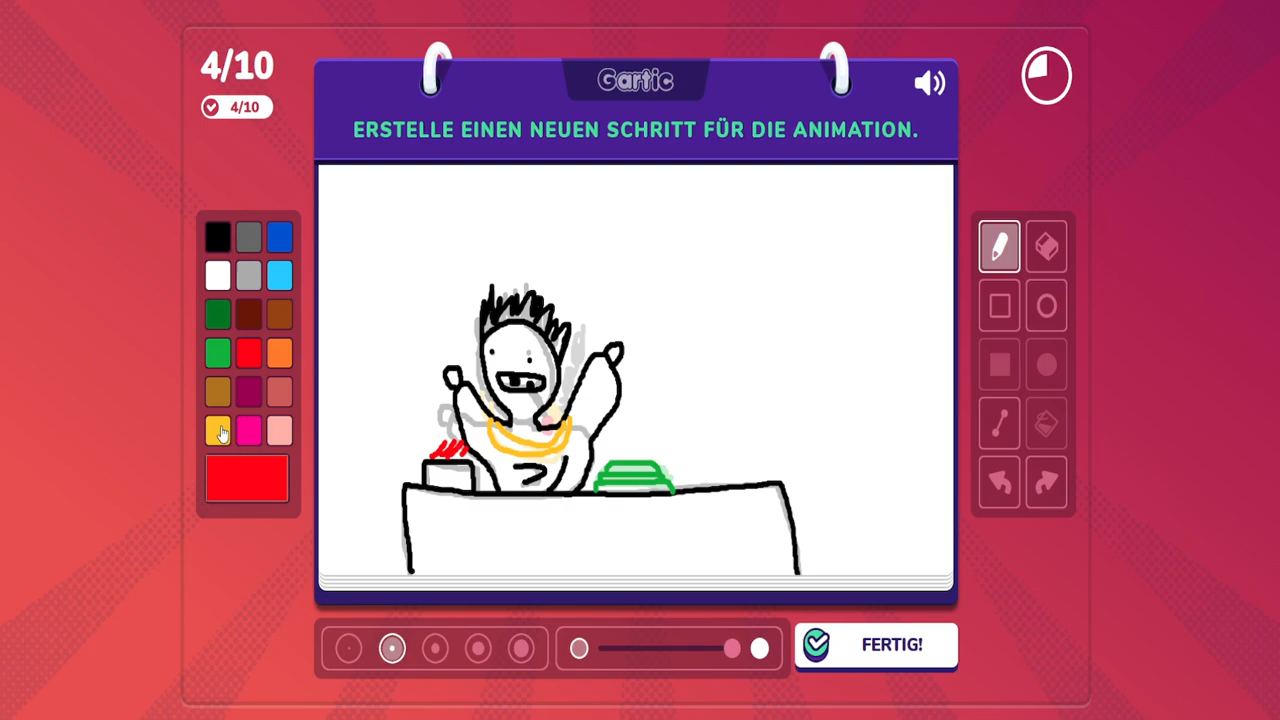 4/10
4/10
Gartic
ERSTELLE EINEN NEUEN SCHRITT FÜR DIE ANIMATION.
FERTIG!